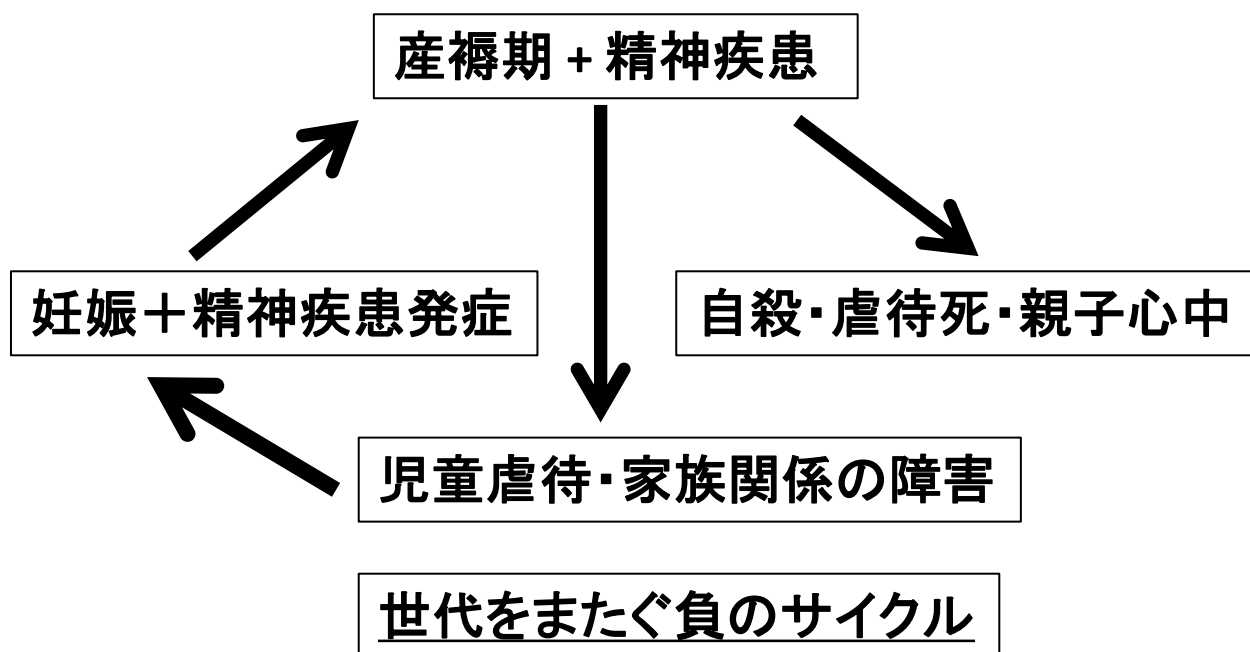 産褥期 + 精神疾患
妊娠＋精神疾患発症
自殺・虐待死・親子心中
児童虐待・家族関係の障害
世代をまたぐ負のサイクル